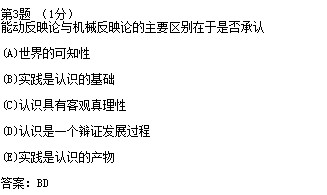 第3题 （1分）
能动反映论与机械反映论的主要区别在于是否承认
(A)世界的可知性
(B)实践是认识的基础
(C)认识具有客观真理性
(D)认识是一个辩证发展过程
(E)实践是认识的产物
答案：BD